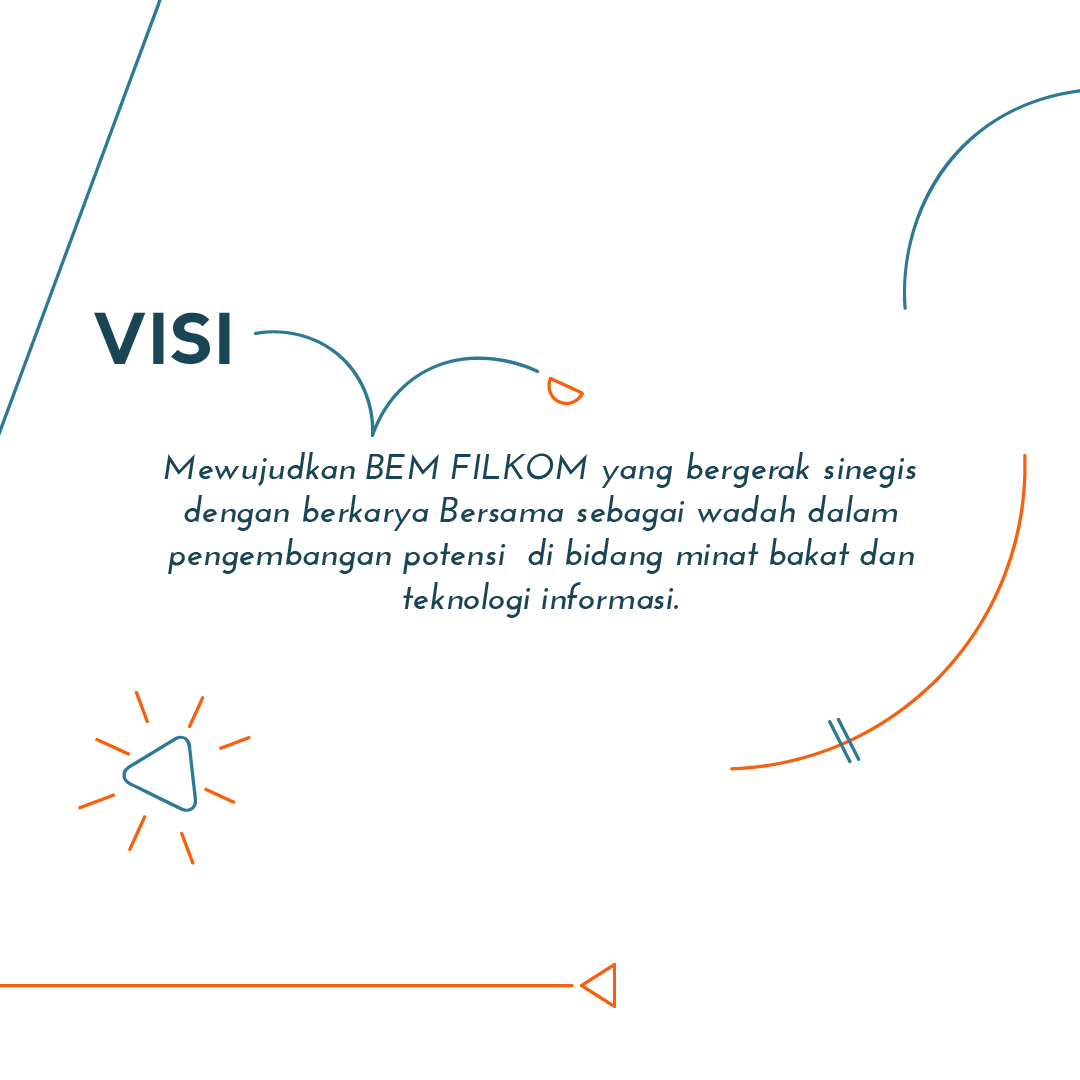 VISI
Mewujudkan BEM FILKOM yang bergerak sinegis
dengan berkarya Bersama sebagai wadah dalam
pengembangan potensi di bidang minat bakat dan
teknologi informasi.